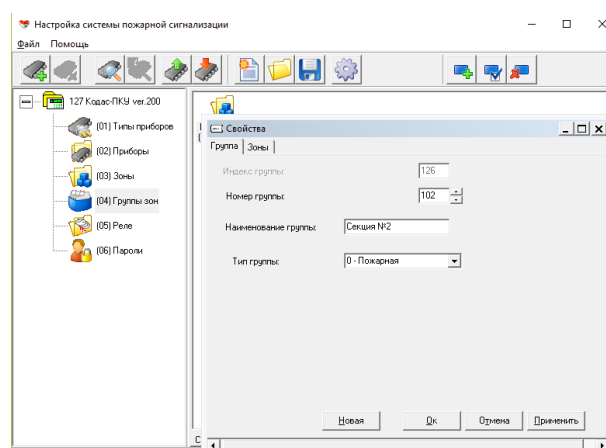 Настройка системы пожарной сигнализации
Файл Помощь
127 Кодас-ПКУ ver.200
(01) Типы приборов
(02) Приборы
(03) Зоны
(04) Группы зон
(05) Реле
(06) Пароли
Свойства
Группа Зоны
Индекс группы: 126
Номер группы: 102
Наименование группы: Секция №2
Тип группы: 0 - Пожарная
Новая Ок Отмена Применить